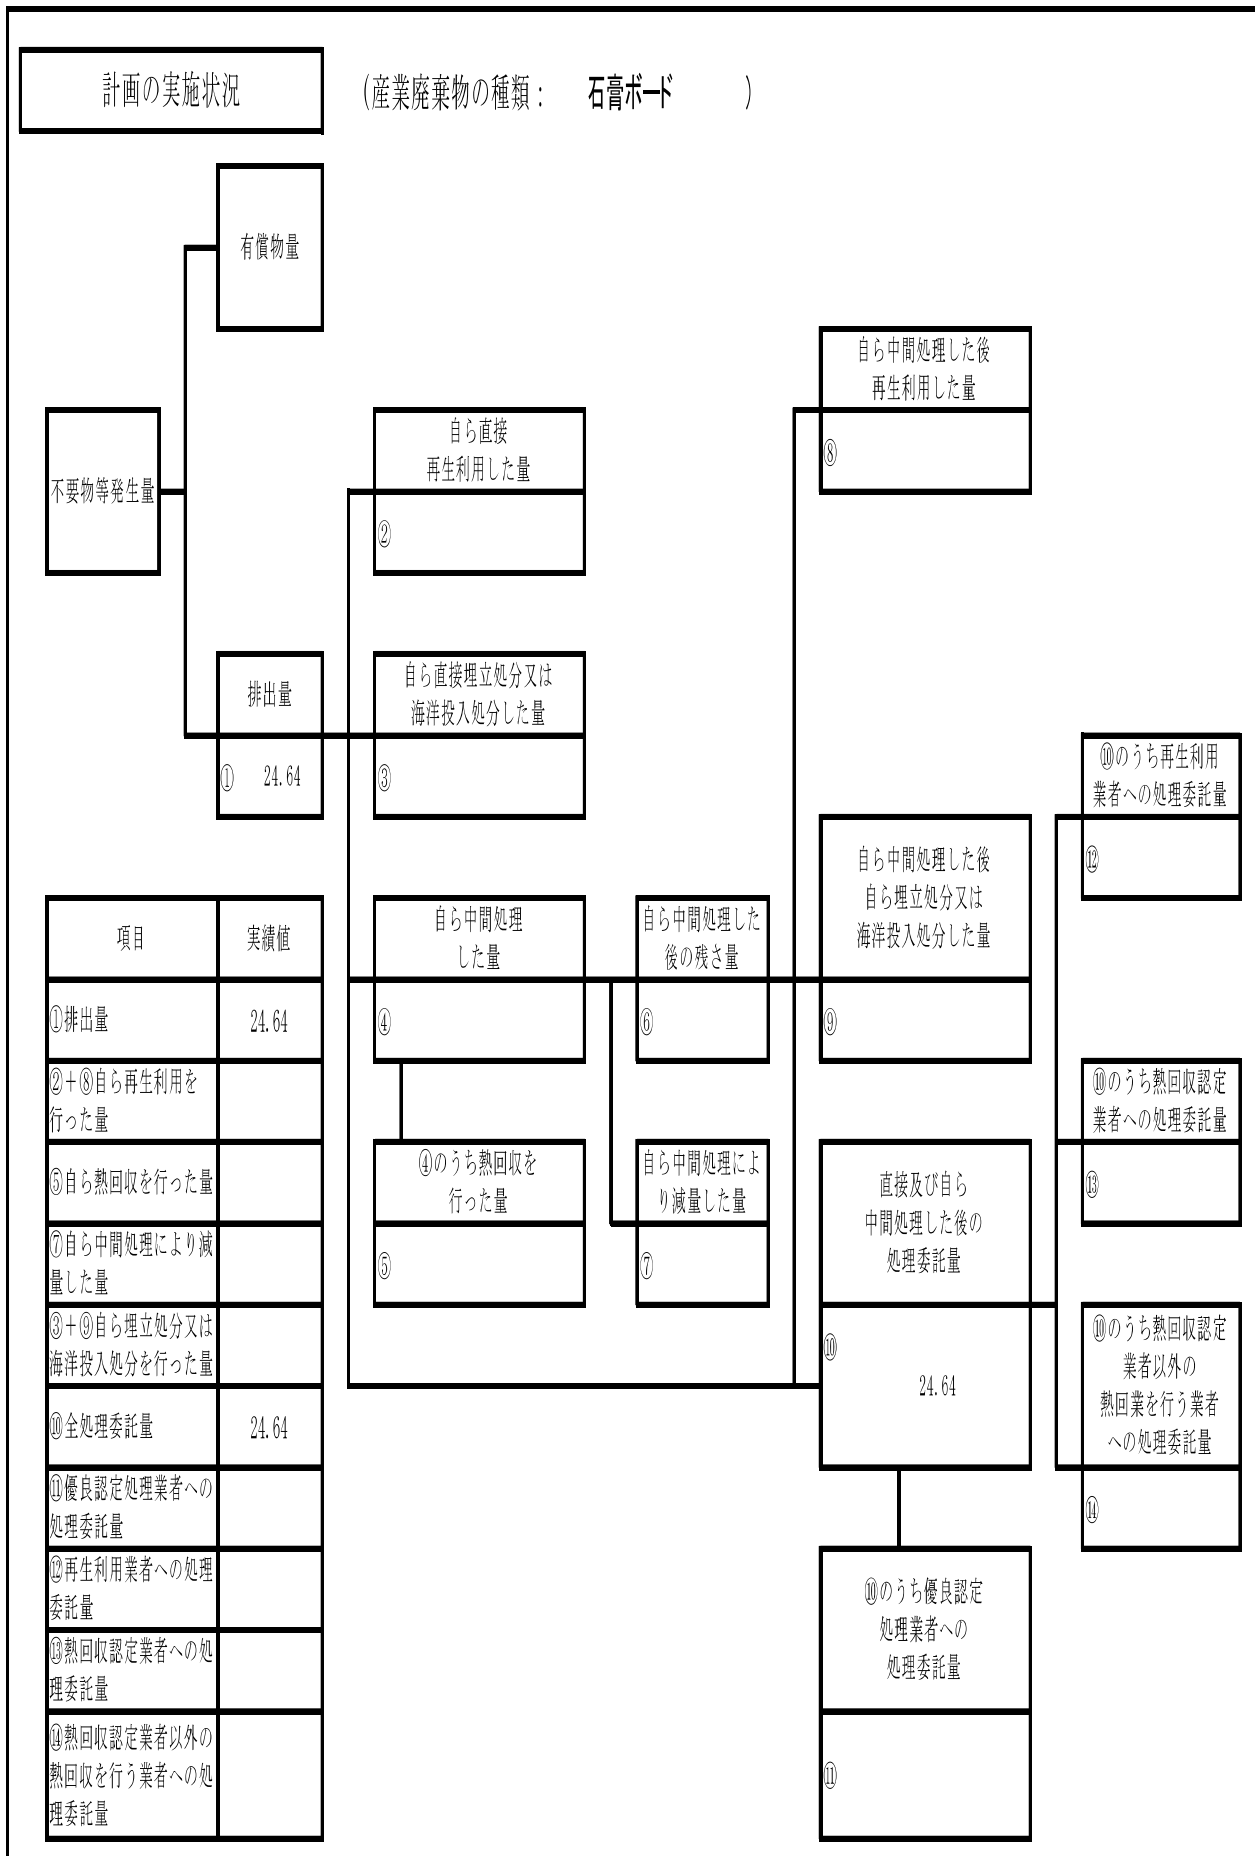 計画の実施状況
(産業廃棄物の種類： 石膏ボード )
有償物量
自ら中間処理した後
再生利用した量
⑧
不要物等発生量
自ら直接
再生利用した量
②
排出量
① 24.64
自ら直接埋立処分又は
海洋投入処分した量
③
⑩のうち再生利用
業者への処理委託量
⑫
自ら中間処理した後
自ら埋立処分又は
海洋投入処分した量
⑨
自ら中間処理
した量
④
自ら中間処理した
後の残さ量
⑥
⑩のうち熱回収認定
業者への処理委託量
⑬
④のうち熱回収を
行った量
⑤
自ら中間処理によ
り減量した量
⑦
直接及び自ら
中間処理した後の
処理委託量
⑩
24.64
⑩のうち熱回収認定
業者以外の
熱回業を行う業者
への処理委託量
⑭
⑩のうち優良認定
処理業者への
処理委託量
⑪
項目 実績値
①排出量 24.64
②＋⑧自ら再生利用を
行った量
⑤自ら熱回収を行った量
⑦自ら中間処理により減
量した量
③＋⑨自ら埋立処分又は
海洋投入処分を行った量
⑩全処理委託量 24.64
⑪優良認定処理業者への
処理委託量
⑫再生利用業者への処理
委託量
⑬熱回収認定業者への処
理委託量
⑭熱回収認定業者以外の
熱回収を行う業者への処
理委託量